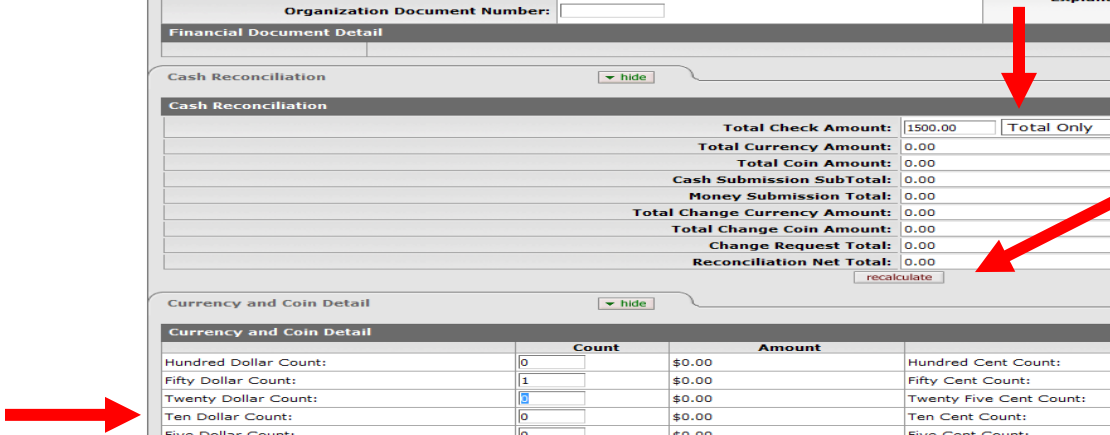 Organization Document Number:
Financial Document Detail
Cash Reconciliation hide
Cash Reconciliation
Total Check Amount: 1500.00 Total Only
Total Currency Amount: 0.00
Total Coin Amount: 0.00
Cash Submission SubTotal: 0.00
Money Submission Total: 0.00
Total Change Currency Amount: 0.00
Total Change Coin Amount: 0.00
Change Request Total: 0.00
Reconciliation Net Total: 0.00
recalculate
Currency and Coin Detail hide
Currency and Coin Detail
Count Amount
Hundred Dollar Count: 0 $0.00 Hundred Cent Count:
Fifty Dollar Count: 1 $0.00 Fifty Cent Count:
Twenty Dollar Count: 0 $0.00 Twenty Five Cent Count:
Ten Dollar Count: 0 $0.00 Ten Cent Count:
Five Dollar Count: 0 $0.00 Five Cent Count: